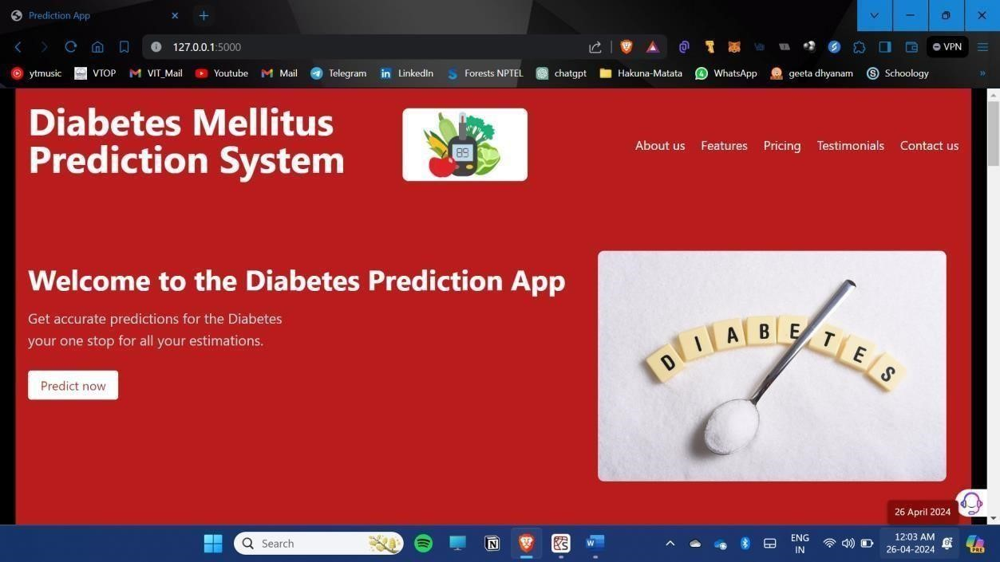 Prediction App
127.0.0.1:5000
VPN
ytmusic
VTOP
VIT_Mail
Youtube
Mail
Telegram
LinkedIn
Forests NPTEL
chatgpt
Hakuna-Matata
WhatsApp
geeta dhyanam
Schoology
Diabetes Mellitus
Prediction System
89
About us
Features
Pricing
Testimonials
Contact us
Welcome to the Diabetes Prediction App
Get accurate predictions for the Diabetes
your one stop for all your estimations.
Predict now
DIABETES
26 April 2024
Search
ENG
IN
12:03 AM
26-04-2024
PRE